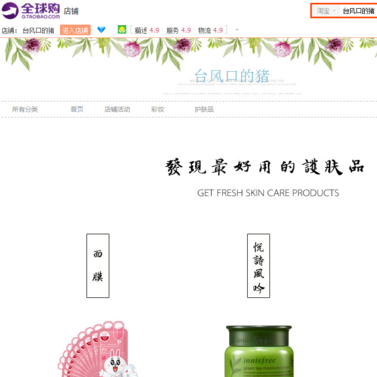 全球购 店铺
G.TAOBAO.COM
淘宝 台风口的猪
店铺： 台风口的猪 进入店铺 描述 4.9 服务 4.9 物流 4.9
台风口的猪
所有分类 首页 店铺活动 彩妆 护肤品
發現最好用的護肤品
GET FRESH SKIN CARE PRODUCTS
面膜
悦詩風吟
innisfree